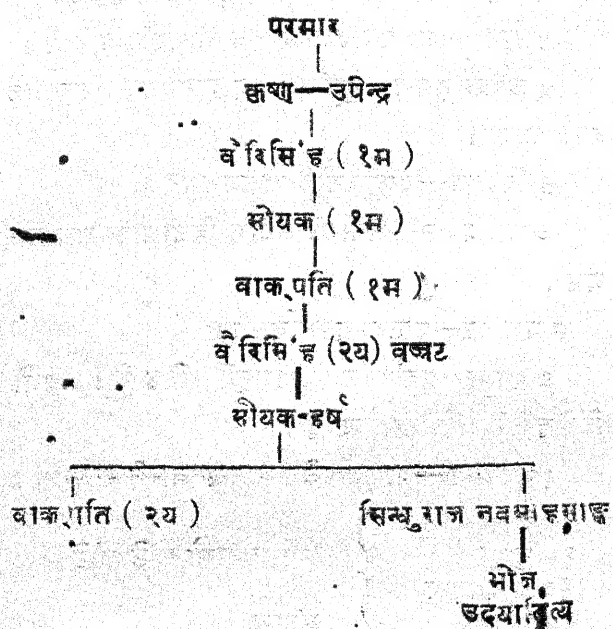 परमार
कृष्ण—उपेन्द्र
वैरिसिंह ( १म )
सीयक ( १म )
वाक्पति ( १म )
वैरिसिंह (२य) वज्रट
सीयक-हर्ष
वाक्पति ( २य ) सिन्धुराज नवसाहसाङ्क
भोज
उदयादित्य